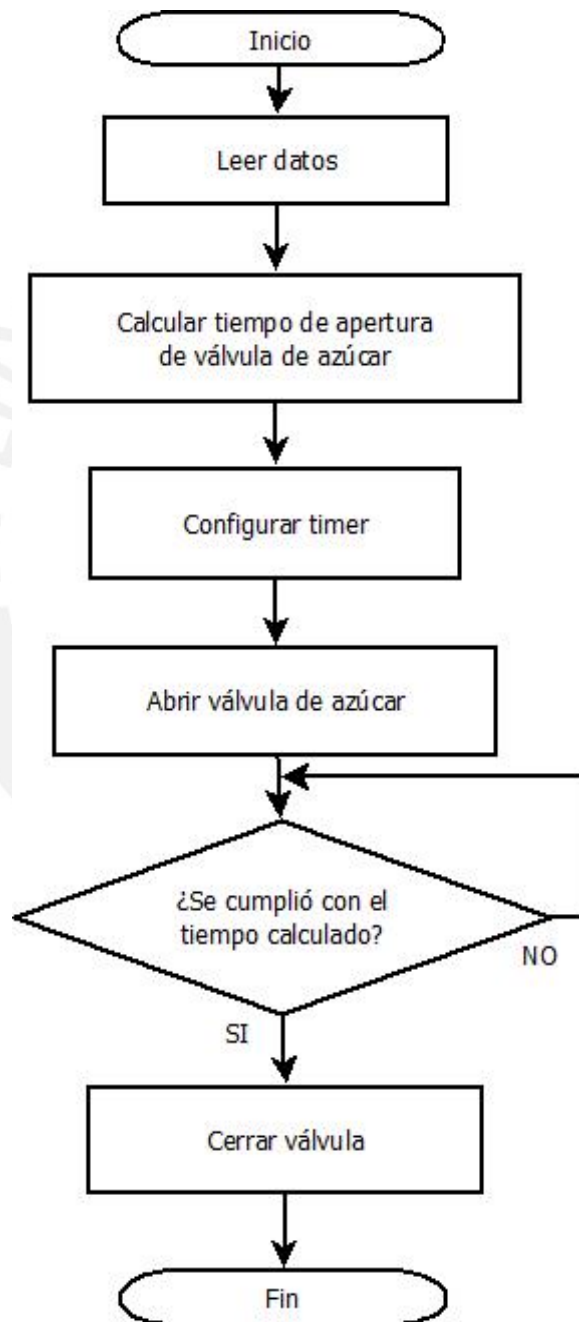 Inicio
Leer datos
Calcular tiempo de apertura
de válvula de azúcar
Configurar timer
Abrir válvula de azúcar
¿Se cumplió con el
tiempo calculado?
NO
SI
Cerrar válvula
Fin